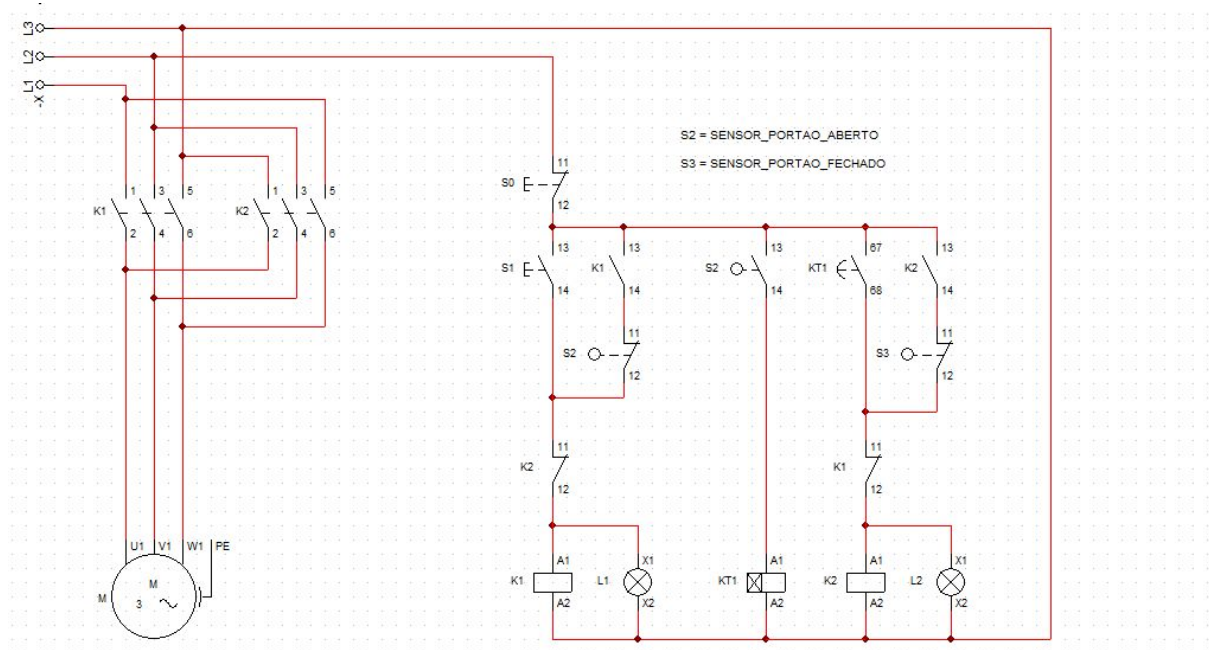 L3
L2
L1
-X
S2 = SENSOR_PORTAO_ABERTO
S3 = SENSOR_PORTAO_FECHADO
11
S0
12
1 3 5
K1
2 4 6
1 3 5
K2
2 4 6
13
S1
14
13
K1
14
13
S2
14
67
KT1
68
13
K2
14
11
S2
12
11
S3
12
11
K2
12
11
K1
12
U1 V1 W1 PE
M
M
3
A1
K1
A2
X1
L1
X2
A1
KT1
A2
A1
K2
A2
X1
L2
X2